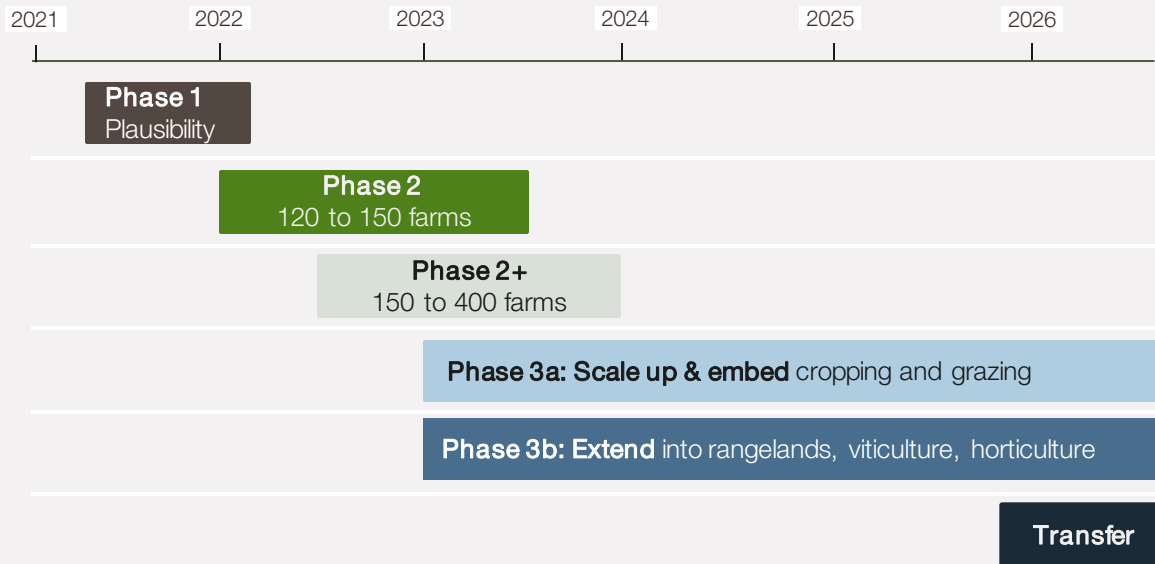 2021 2022 2023 2024 2025 2026
Phase 1
Plausibility
Phase 2
120 to 150 farms
Phase 2+
150 to 400 farms
Phase 3a: Scale up & embed cropping and grazing
Phase 3b: Extend into rangelands, viticulture, horticulture
Transfer